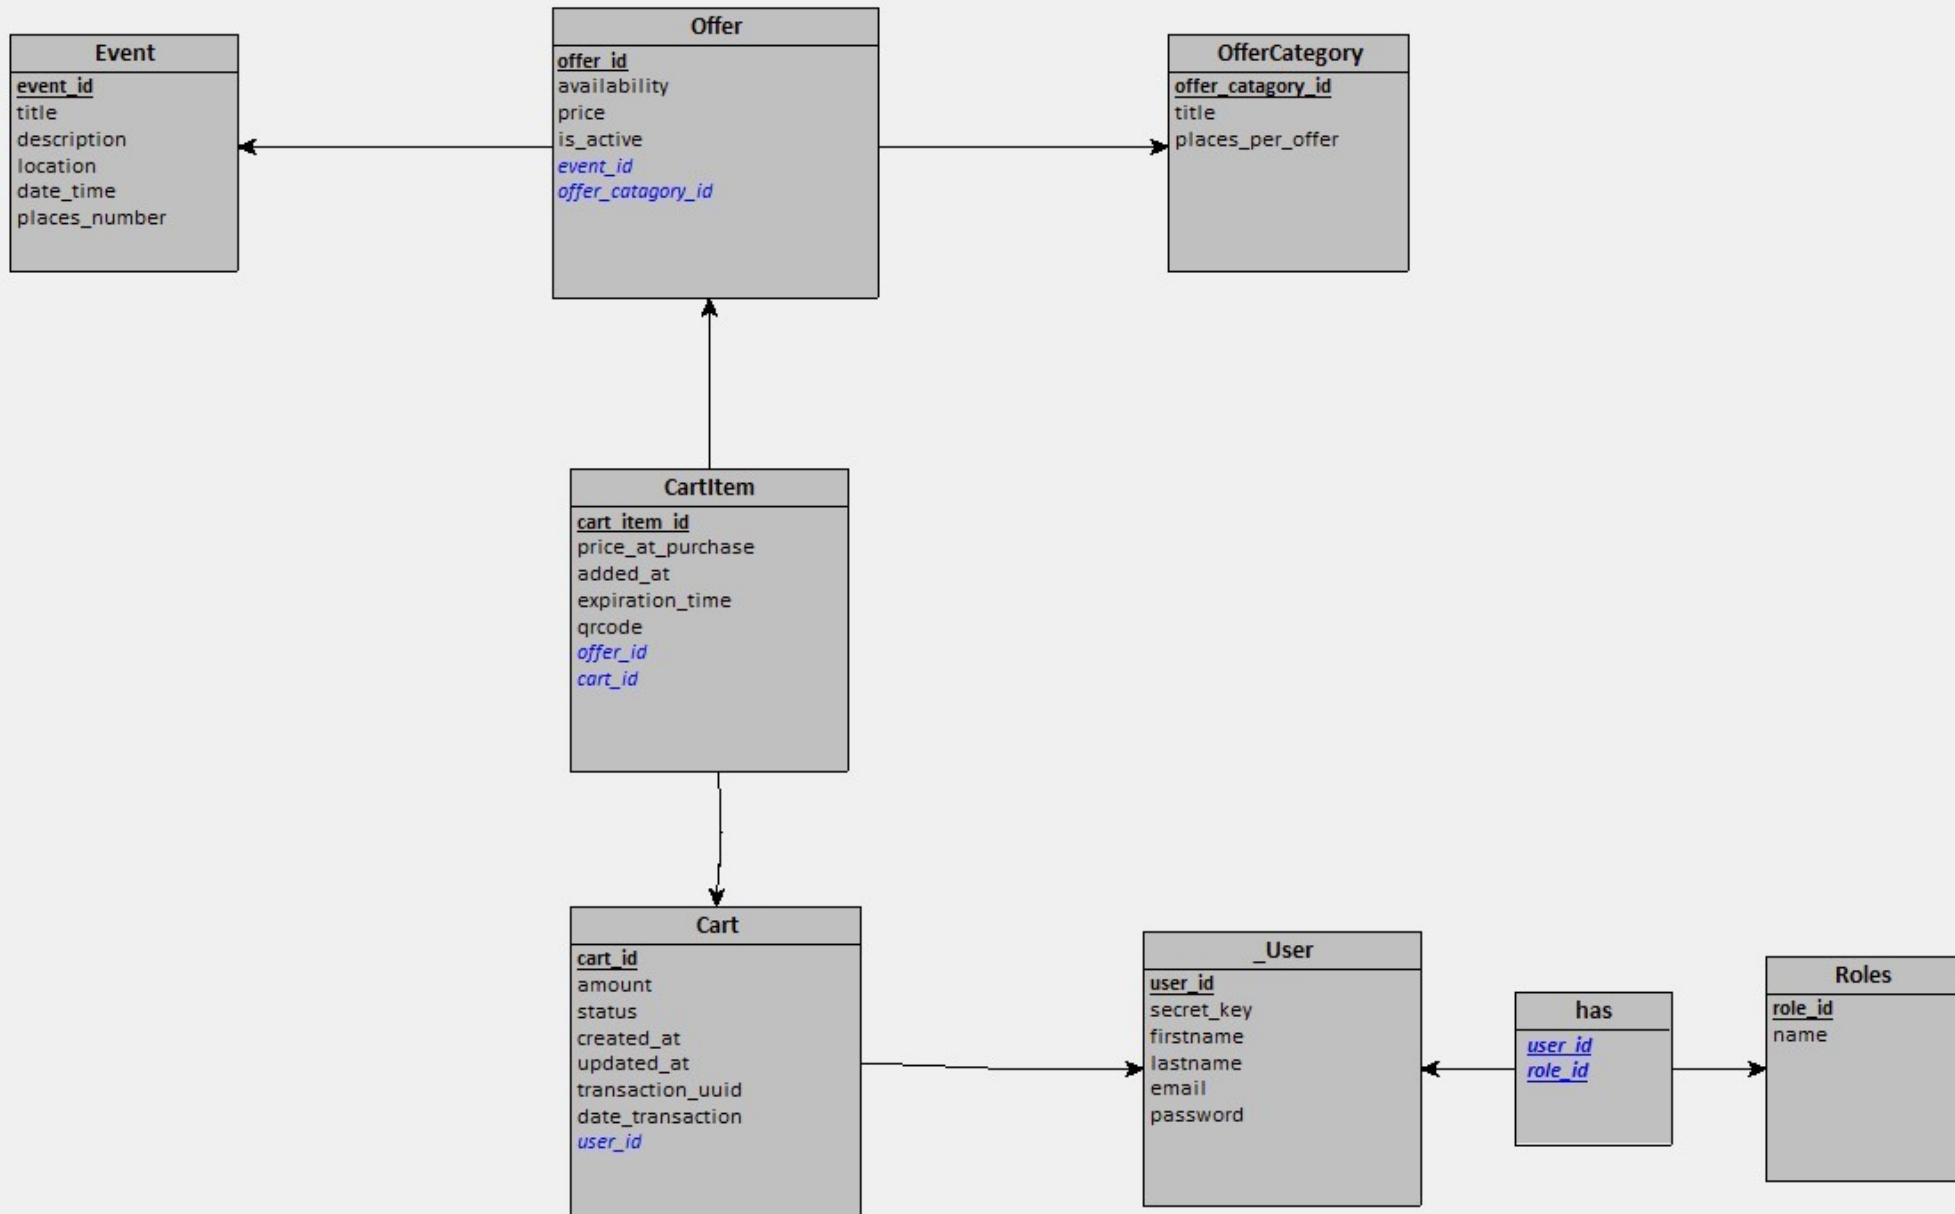 Event
event_id
title
description
location
date_time
places_number
Offer
offer_id
availability
price
is_active
event_id
offer_catagory_id
OfferCategory
offer_catagory_id
title
places_per_offer
CartItem
cart_item_id
price_at_purchase
added_at
expiration_time
qrcode
offer_id
cart_id
Cart
cart_id
amount
status
created_at
updated_at
transaction_uuid
date_transaction
user_id
_User
user_id
secret_key
firstname
lastname
email
password
has
user_id
role_id
Roles
role_id
name